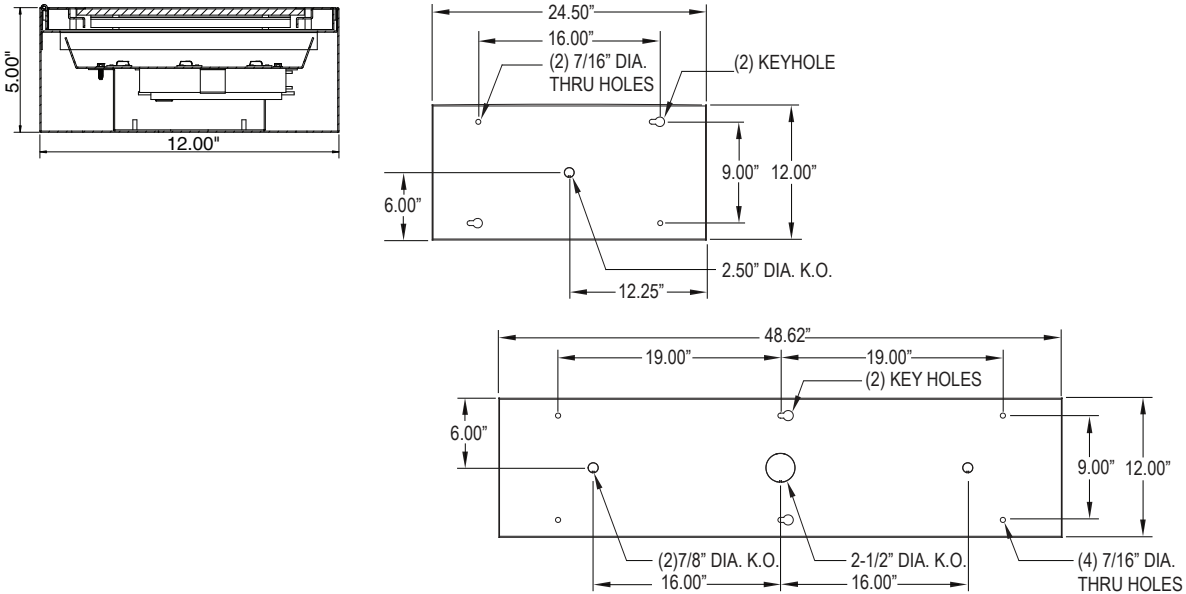 5.00"
12.00"
24.50”
16.00”
(2) 7/16” DIA.
THRU HOLES
(2) KEYHOLE
9.00”
12.00”
6.00”
2.50” DIA. K.O.
12.25”
48.62”
19.00”
19.00”
(2) KEY HOLES
6.00”
9.00”
12.00”
(2)7/8” DIA. K.O.
2-1/2” DIA. K.O.
(4) 7/16” DIA.
THRU HOLES
16.00”
16.00”